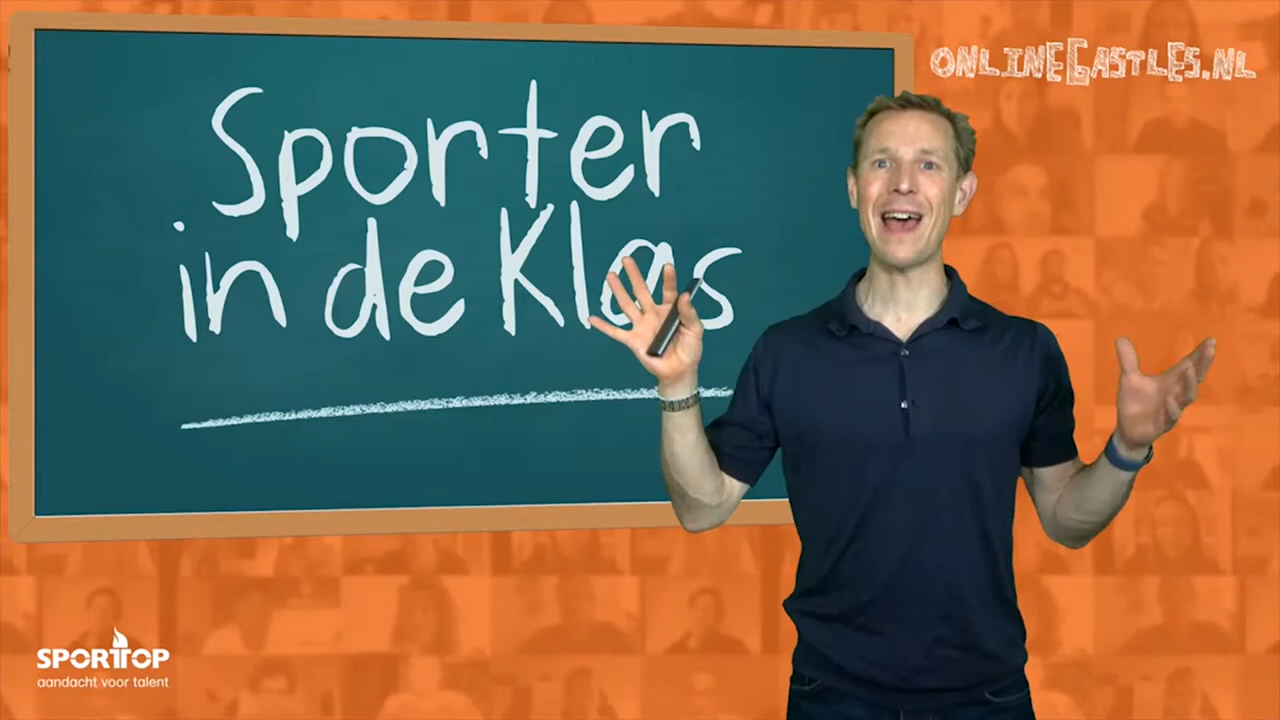 ONLINEGASTLES.NL
Sporter
in de Klas
SPORTTOP
aandacht voor talent